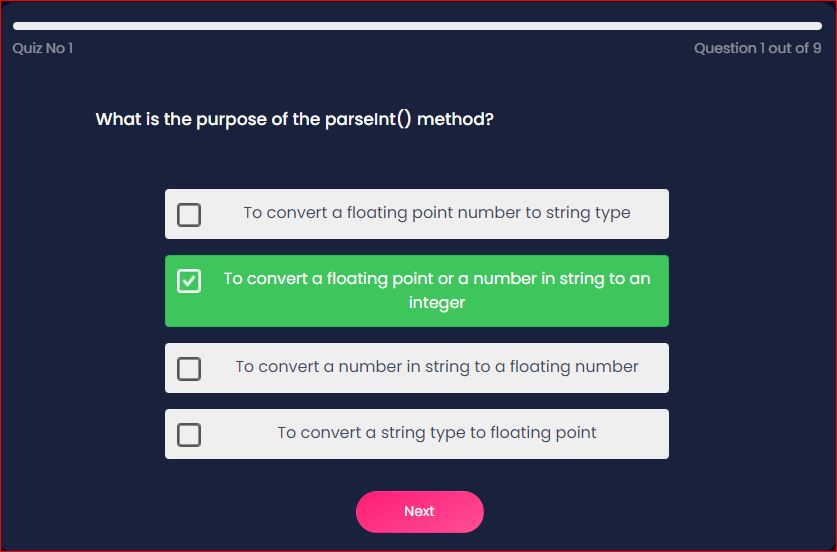 Quiz No 1
Question 1 out of 9
What is the purpose of the parseInt() method?
To convert a floating point number to string type
To convert a floating point or a number in string to an
integer
To convert a number in string to a floating number
To convert a string type to floating point
Next